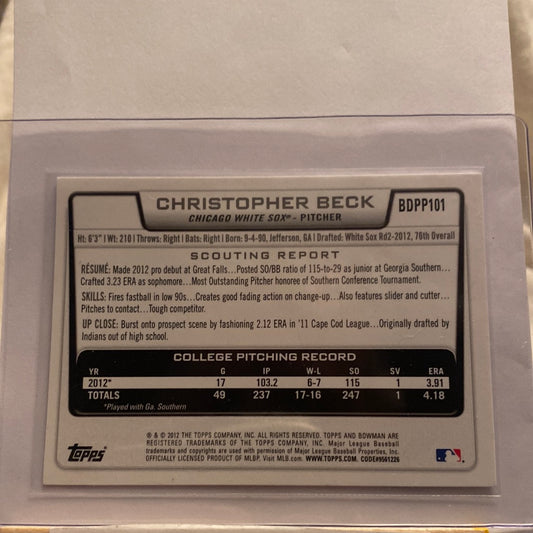 CHRISTOPHER BECK
CHICAGO WHITE SOX® - PITCHER
BDPP101
Ht: 6'3" | Wt: 210 | Throws: Right | Bats: Right | Born: 9-4-90, Jefferson, GA | Drafted: White Sox Rd2-2012, 76th Overall
SCOUTING REPORT
RÉSUMÉ: Made 2012 pro debut at Great Falls...Posted SO/BB ratio of 115-to-29 as junior at Georgia Southern...
Crafted 3.23 ERA as sophomore...Most Outstanding Pitcher honoree of Southern Conference Tournament.
SKILLS: Fires fastball in low 90s...Creates good fading action on change-up...Also features slider and cutter...
Pitches to contact...Tough competitor.
UP CLOSE: Burst onto prospect scene by fashioning 2.12 ERA in '11 Cape Cod League...Originally drafted by
Indians out of high school.
COLLEGE PITCHING RECORD
YR G IP W-L SO SV ERA
2012* 17 103.2 6-7 115 1 3.91
TOTALS 49 237 17-16 247 1 4.18
*Played with Ga. Southern
® & © 2012 THE TOPPS COMPANY, INC. ALL RIGHTS RESERVED. TOPPS AND BOWMAN ARE
REGISTERED TRADEMARKS OF THE TOPPS COMPANY, INC. Major League Baseball
trademarks and copyrights are used with permission of Major League Baseball Properties, Inc.
OFFICIALLY LICENSED PRODUCT OF MLBP. Visit MLB.com. WWW.TOPPS.COM. CODE#9561226
Topps